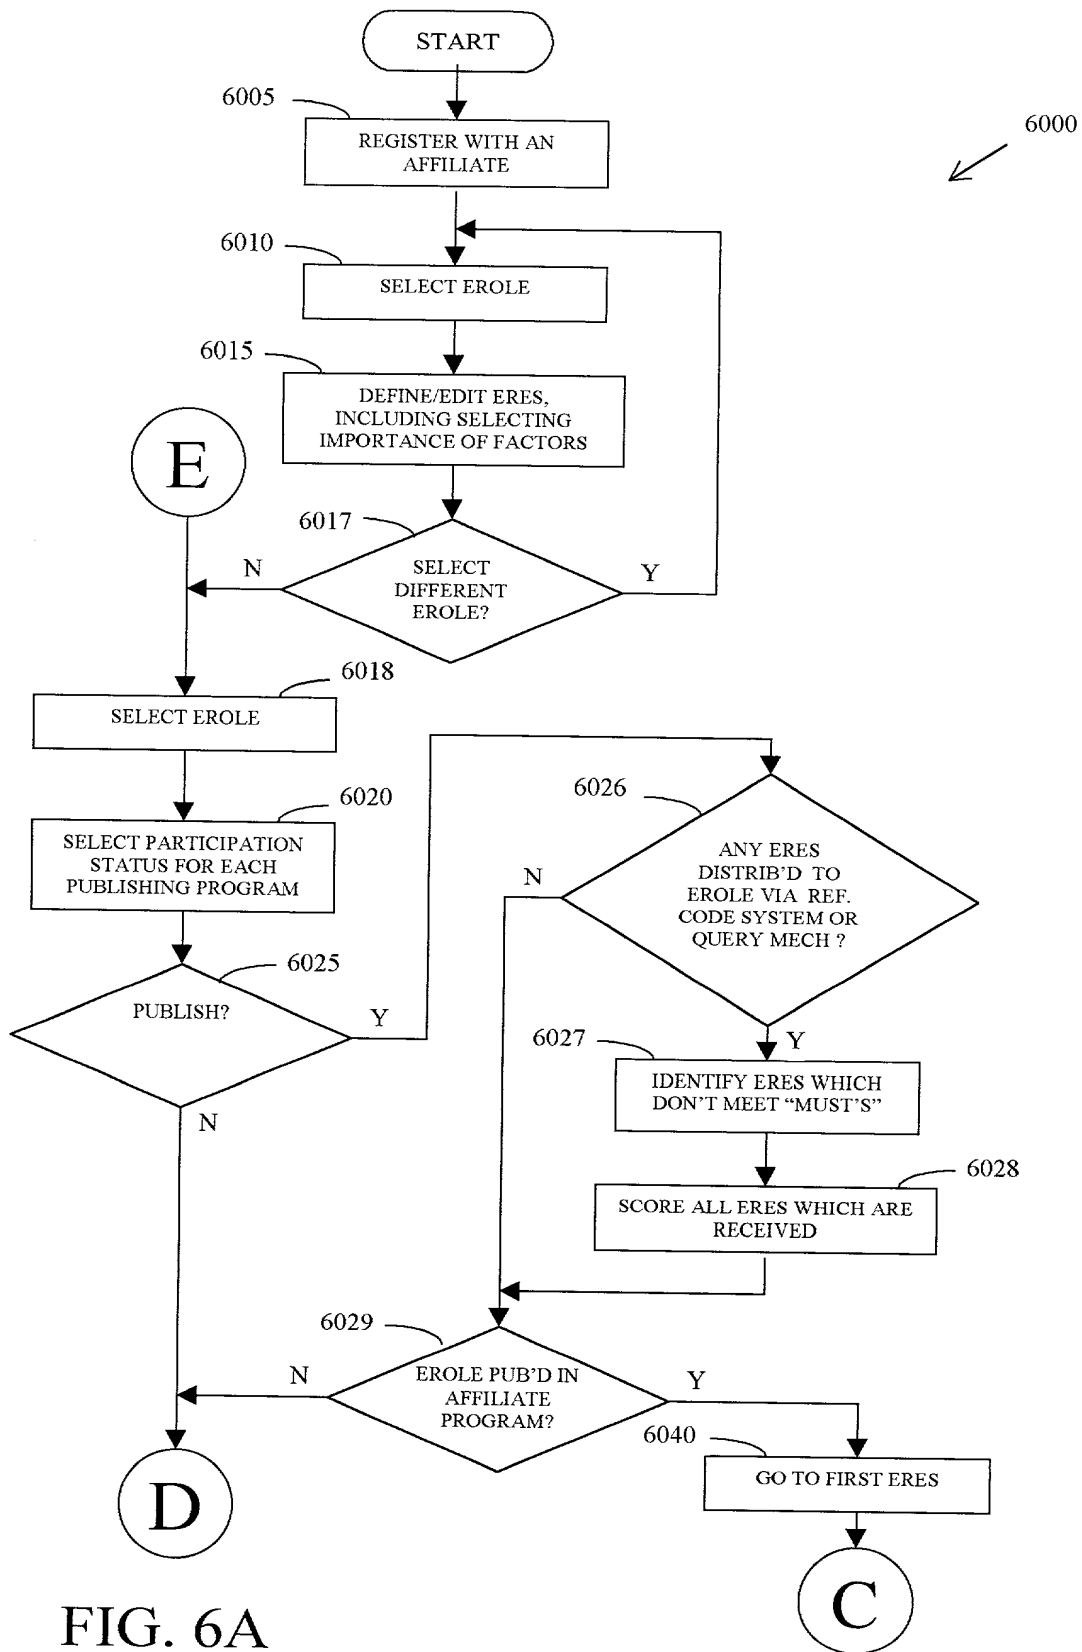 START
6005
REGISTER WITH AN
AFFILIATE
6000
6010
SELECT EROLE
6015
DEFINE/EDIT ERES,
INCLUDING SELECTING
IMPORTANCE OF FACTORS
E
6017
N
SELECT
DIFFERENT
EROLE?
Y
6018
SELECT EROLE
6020
SELECT PARTICIPATION
STATUS FOR EACH
PUBLISHING PROGRAM
6025
PUBLISH?
Y
N
6026
ANY ERES
DISTRIB'D TO
EROLE VIA REF.
CODE SYSTEM OR
QUERY MECH ?
N
Y
6027
IDENTIFY ERES WHICH
DON'T MEET “MUST'S”
6028
SCORE ALL ERES WHICH ARE
RECEIVED
6029
N
EROLE PUB'D IN
AFFILIATE
PROGRAM?
Y
6040
GO TO FIRST ERES
D
C
FIG. 6A